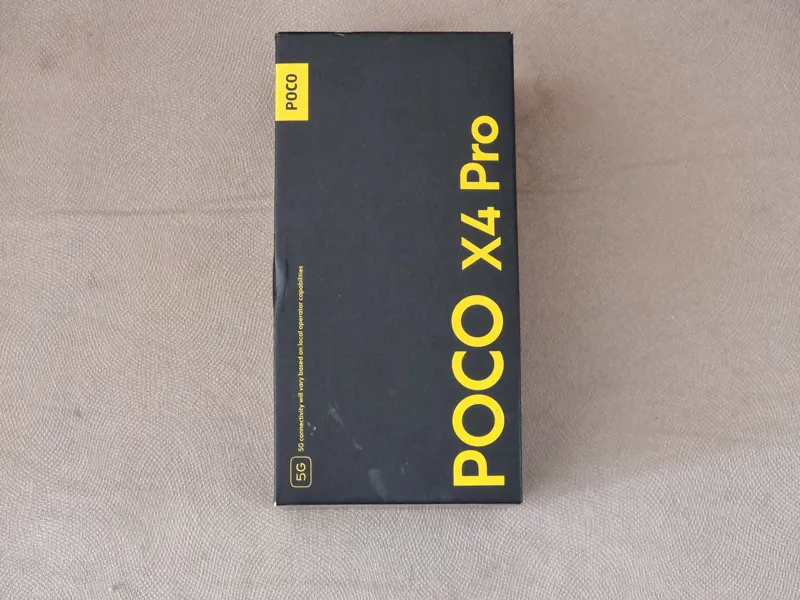 POCO
POCO X4 Pro
5G
5G connectivity will vary based on local operator capabilities